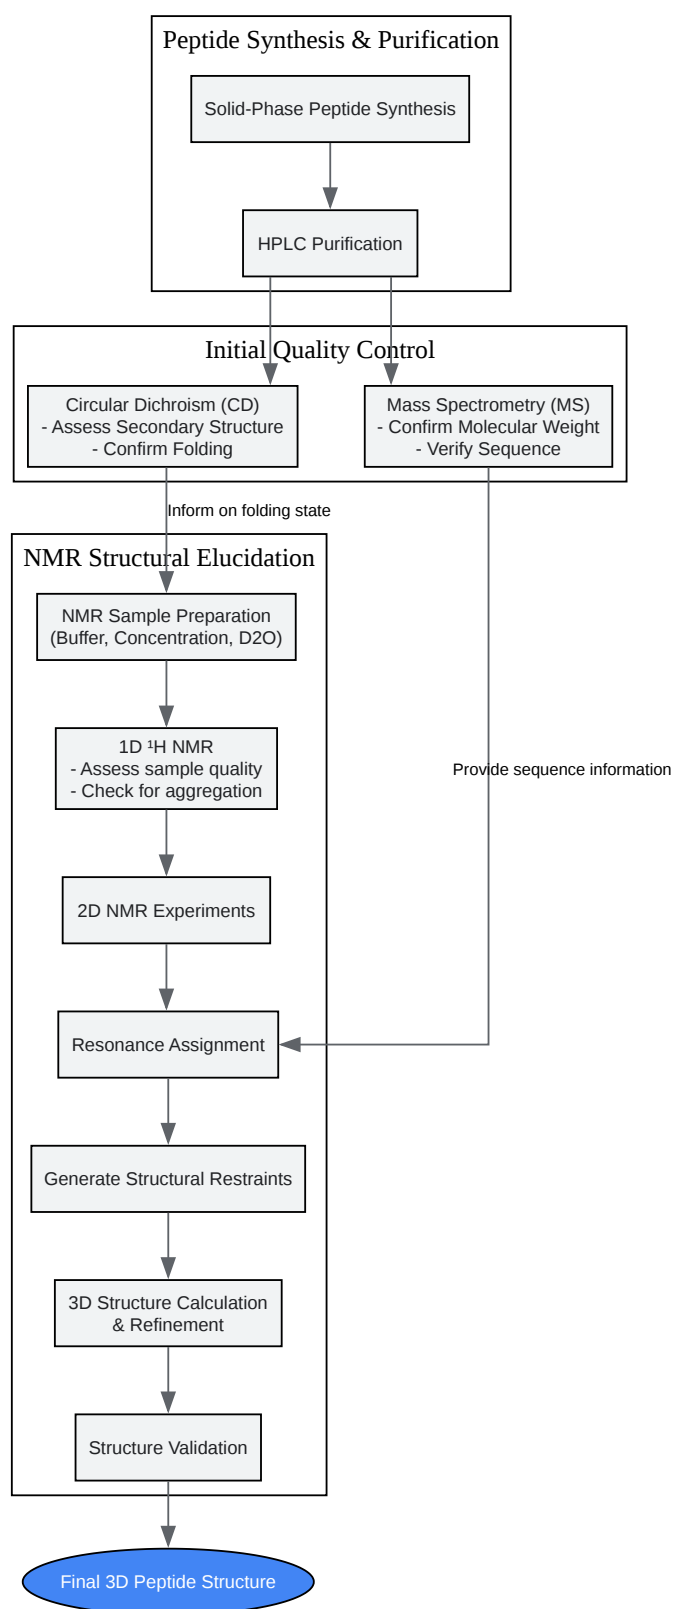 Peptide Synthesis & Purification
Solid-Phase Peptide Synthesis
HPLC Purification
Initial Quality Control
Circular Dichroism (CD)
- Assess Secondary Structure
- Confirm Folding
Mass Spectrometry (MS)
- Confirm Molecular Weight
- Verify Sequence
Inform on folding state
NMR Structural Elucidation
NMR Sample Preparation
(Buffer, Concentration, D2O)
1D ¹H NMR
- Assess sample quality
- Check for aggregation
Provide sequence information
2D NMR Experiments
Resonance Assignment
Generate Structural Restraints
3D Structure Calculation
& Refinement
Structure Validation
Final 3D Peptide Structure